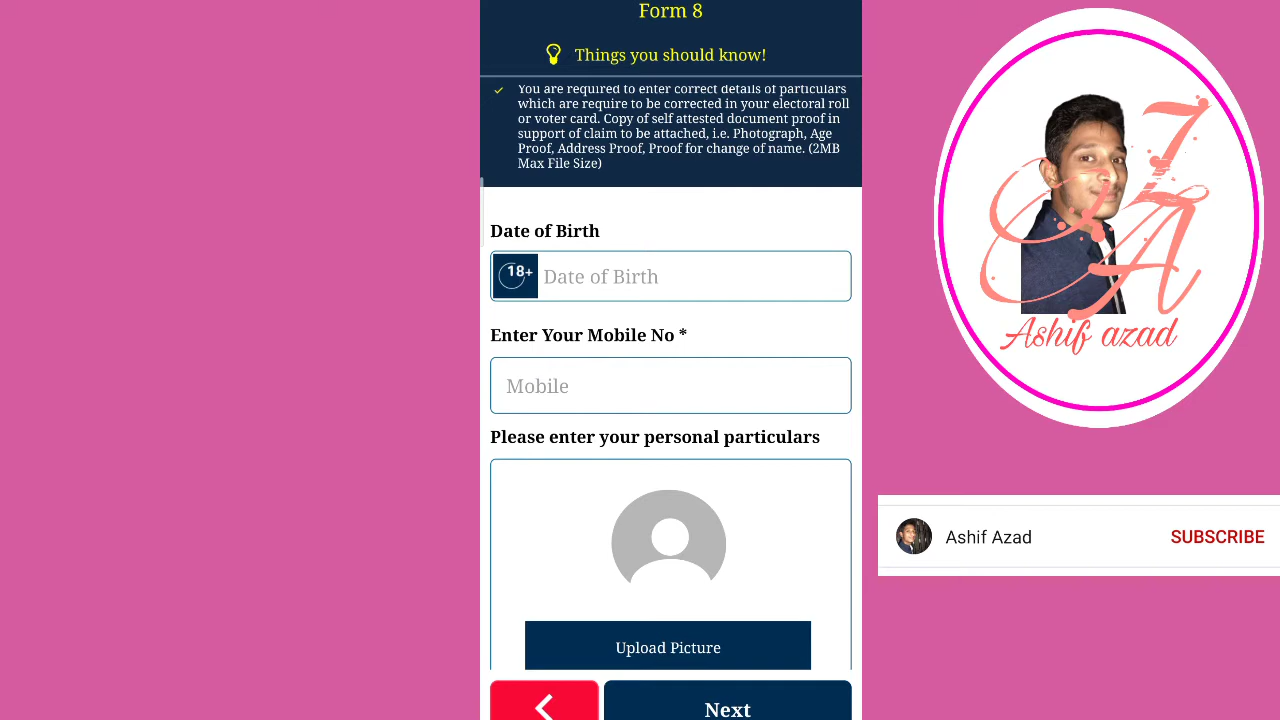 Form 8
Things you should know!
You are required to enter correct details of particulars
which are require to be corrected in your electoral roll
or voter card. Copy of self attested document proof in
support of claim to be attached, i.e. Photograph, Age
Proof, Address Proof, Proof for change of name. (2MB
Max File Size)
Date of Birth
18+ Date of Birth
Enter Your Mobile No *
Mobile
Please enter your personal particulars
Upload Picture
Next
Ashif azad
Ashif Azad SUBSCRIBE